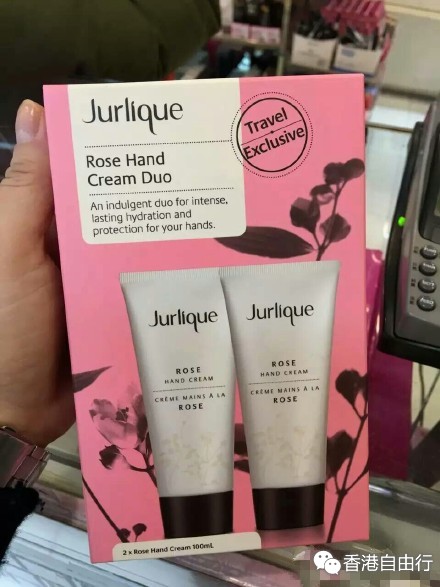 Jurlique
Travel
Exclusive
Rose Hand
Cream Duo
An indulgent duo for intense,
lasting hydration and
protection for your hands.
Jurlique
ROSE
HAND CREAM
CRÈME MAINS À LA
ROSE
Jurlique
ROSE
HAND CREAM
CRÈME MAINS À LA
ROSE
2 x Rose Hand Cream 100mL
香港自由行